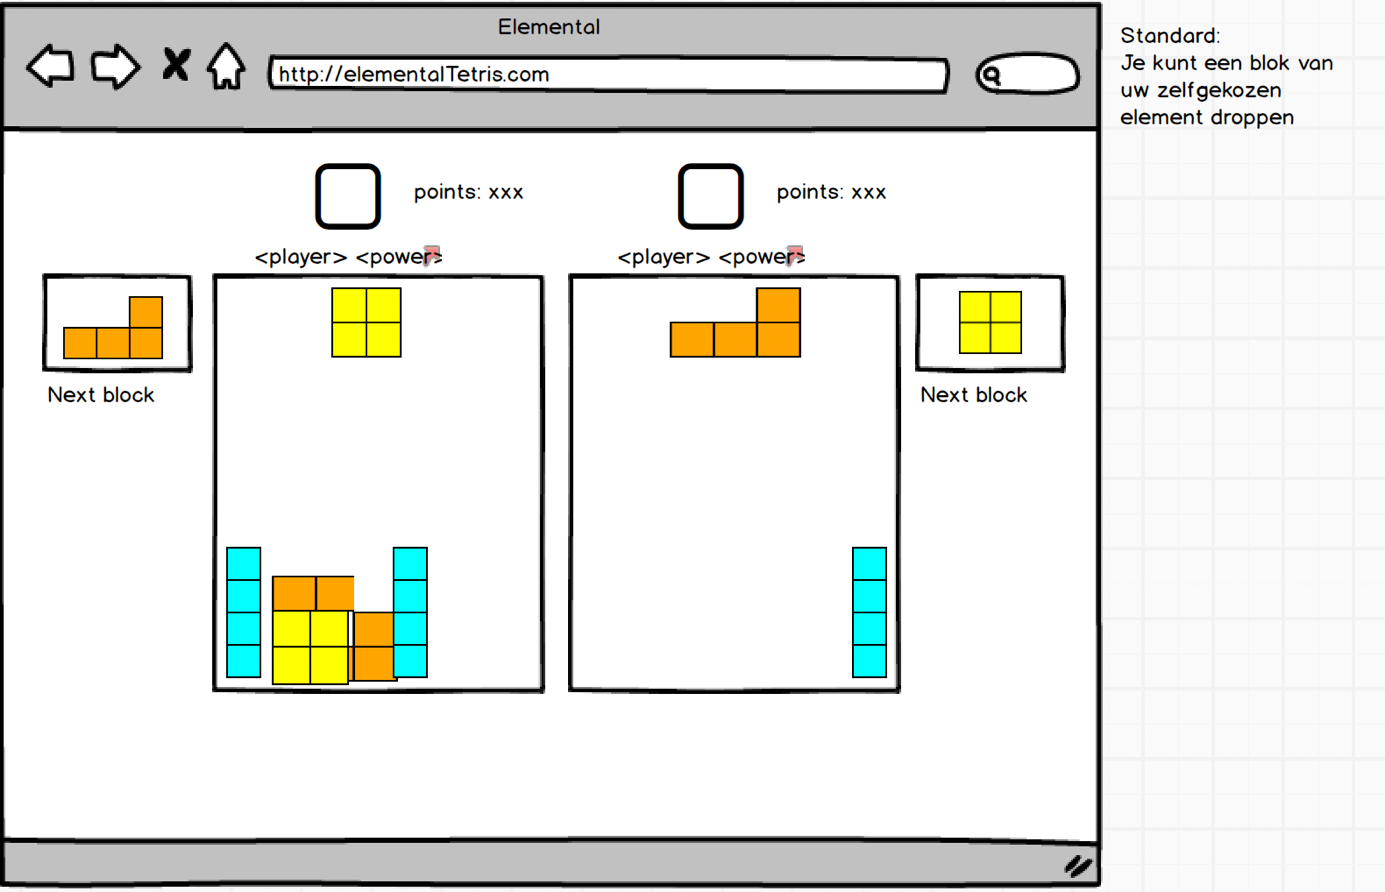 Elemental
http://elementalTetris.com
Standard:
Je kunt een blok van
uw zelfgekozen
element droppen
points: xxx
points: xxx
<player> <power>
<player> <power>
Next block
Next block